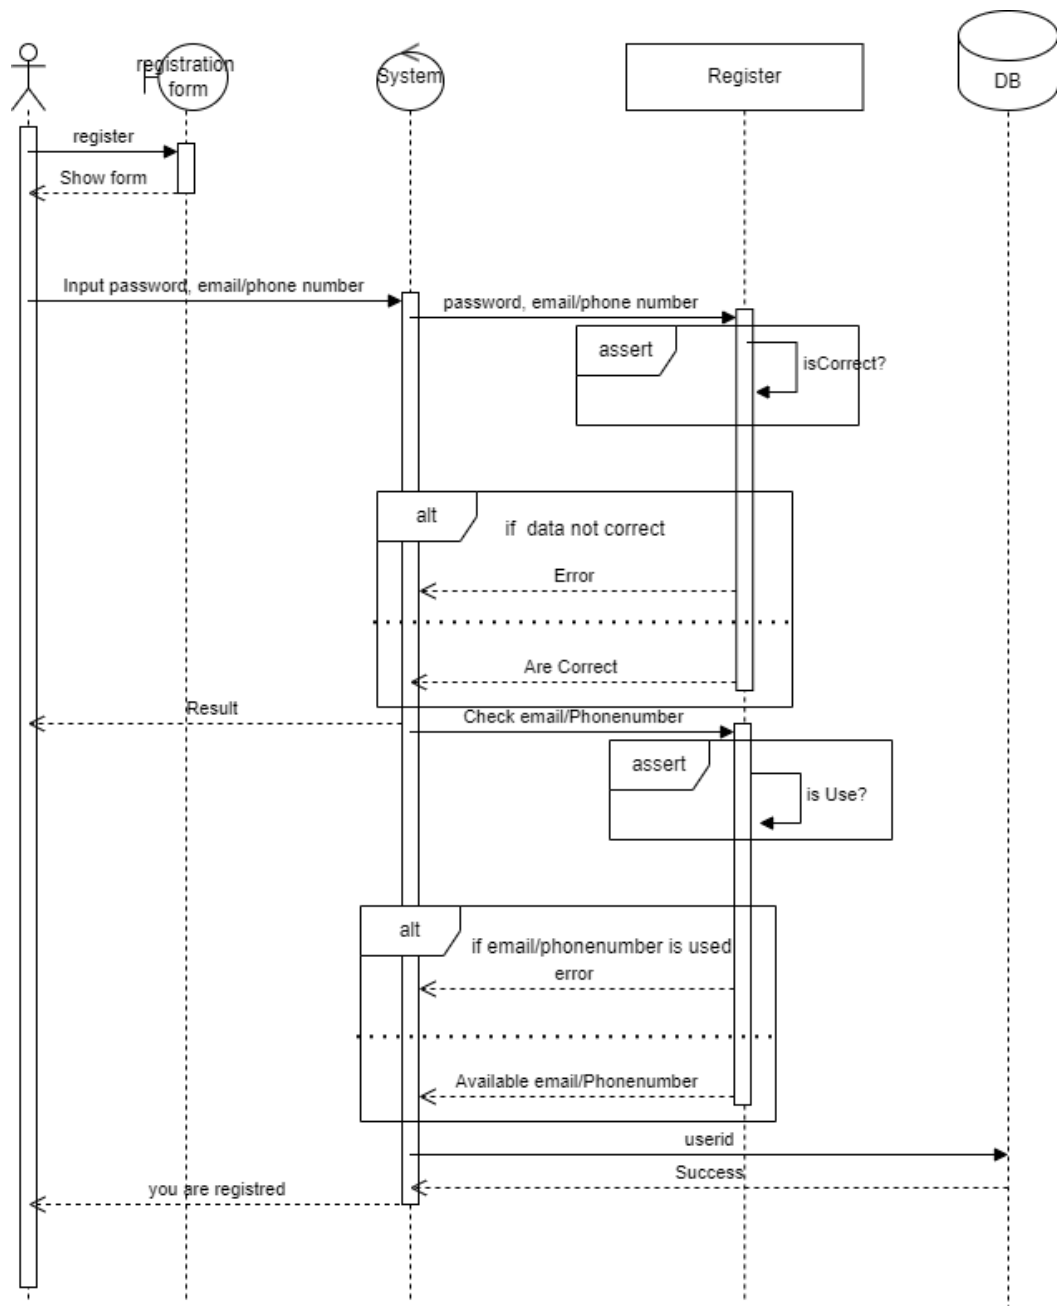 registration
form
System
Register
DB
register
Show form
Input password, email/phone number
password, email/phone number
assert
isCorrect?
alt
if data not correct
Error
Are Correct
Result
Check email/Phonenumber
assert
is Use?
alt
if email/phonenumber is used
error
Available email/Phonenumber
userid
Success
you are registred